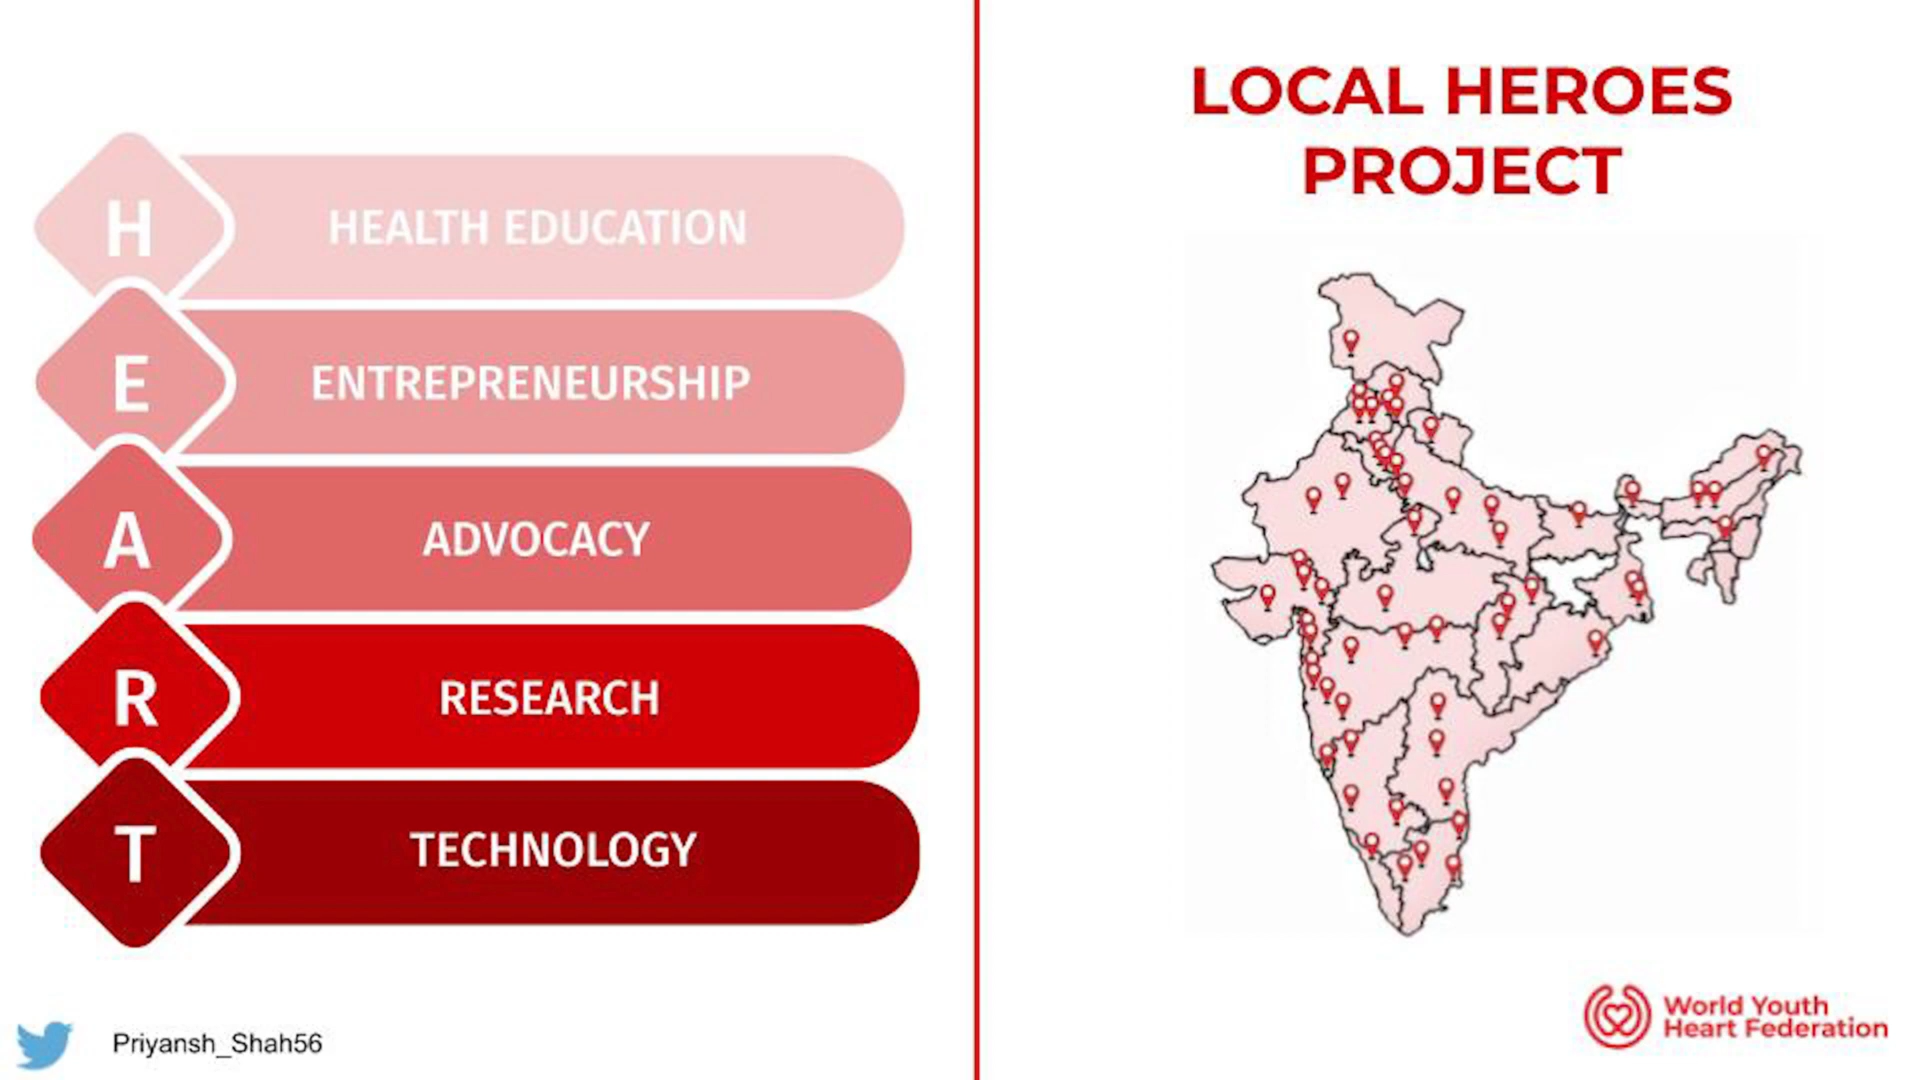 H
HEALTH EDUCATION
E
ENTREPRENEURSHIP
A
ADVOCACY
R
RESEARCH
T
TECHNOLOGY
Priyansh_Shah56
LOCAL HEROES
PROJECT
World Youth
Heart Federation